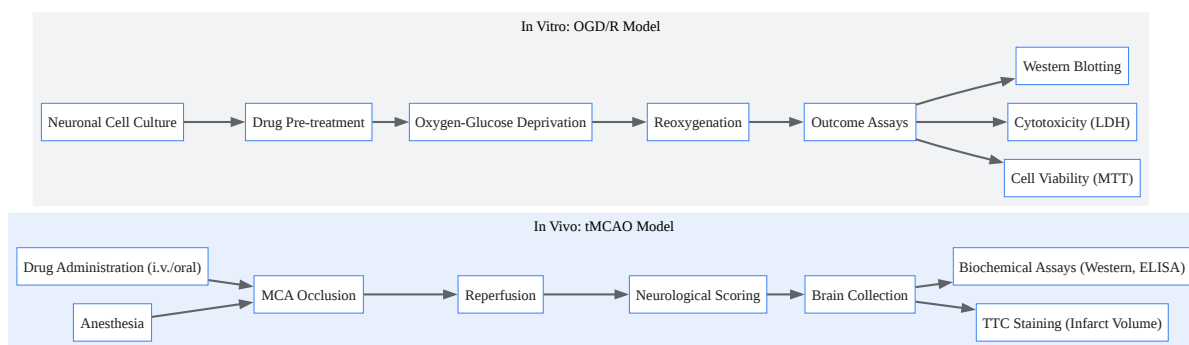 In Vitro: OGD/R Model
Western Blotting
Neuronal Cell Culture
Drug Pre-treatment
Oxygen-Glucose Deprivation
Reoxygenation
Outcome Assays
Cytotoxicity (LDH)
Cell Viability (MTT)
In Vivo: tMCAO Model
Drug Administration (i.v./oral)
Anesthesia
MCA Occlusion
Reperfusion
Neurological Scoring
Brain Collection
Biochemical Assays (Western, ELISA)
TTC Staining (Infarct Volume)